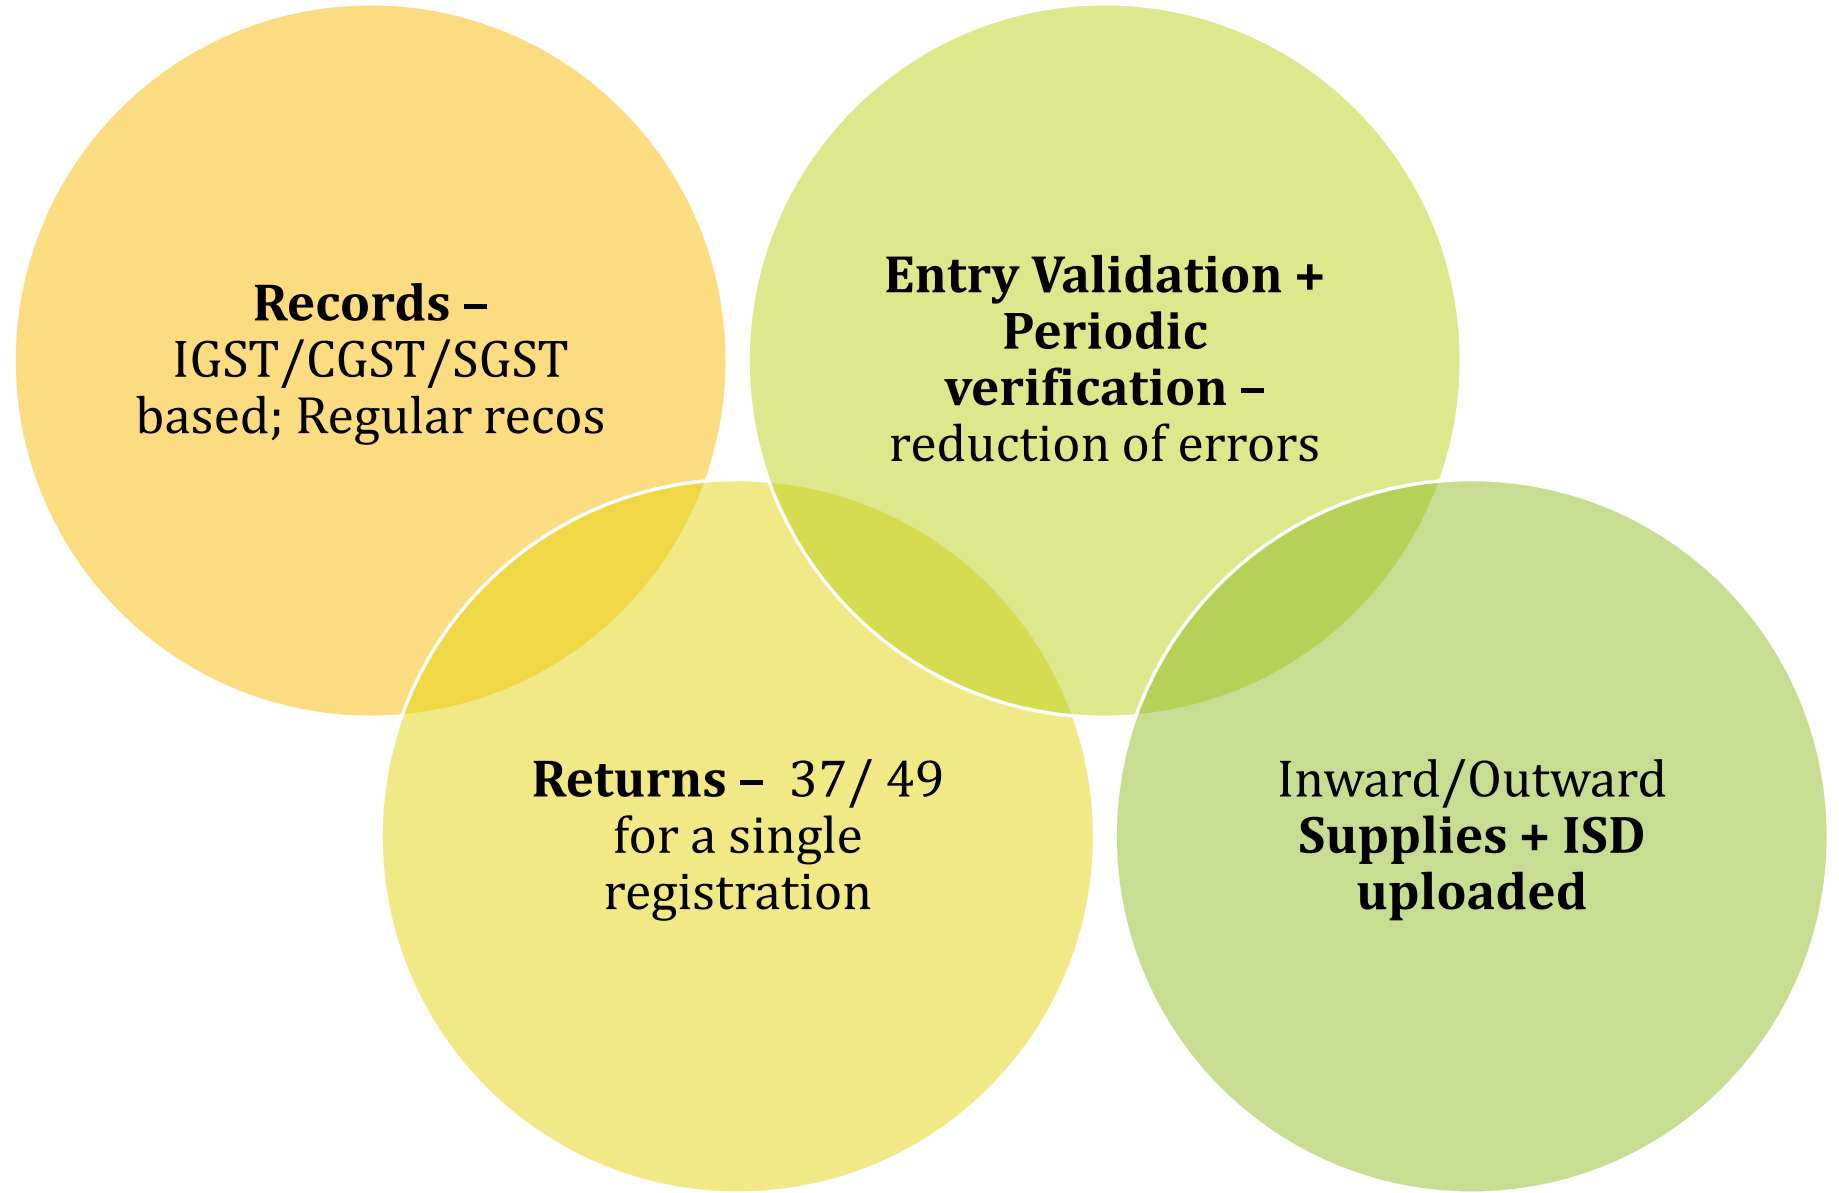 Records –
IGST/CGST/SGST
based; Regular recos
Entry Validation +
Periodic
verification –
reduction of errors
Returns –  37/ 49
for a single
registration
Inward/Outward
Supplies + ISD
uploaded